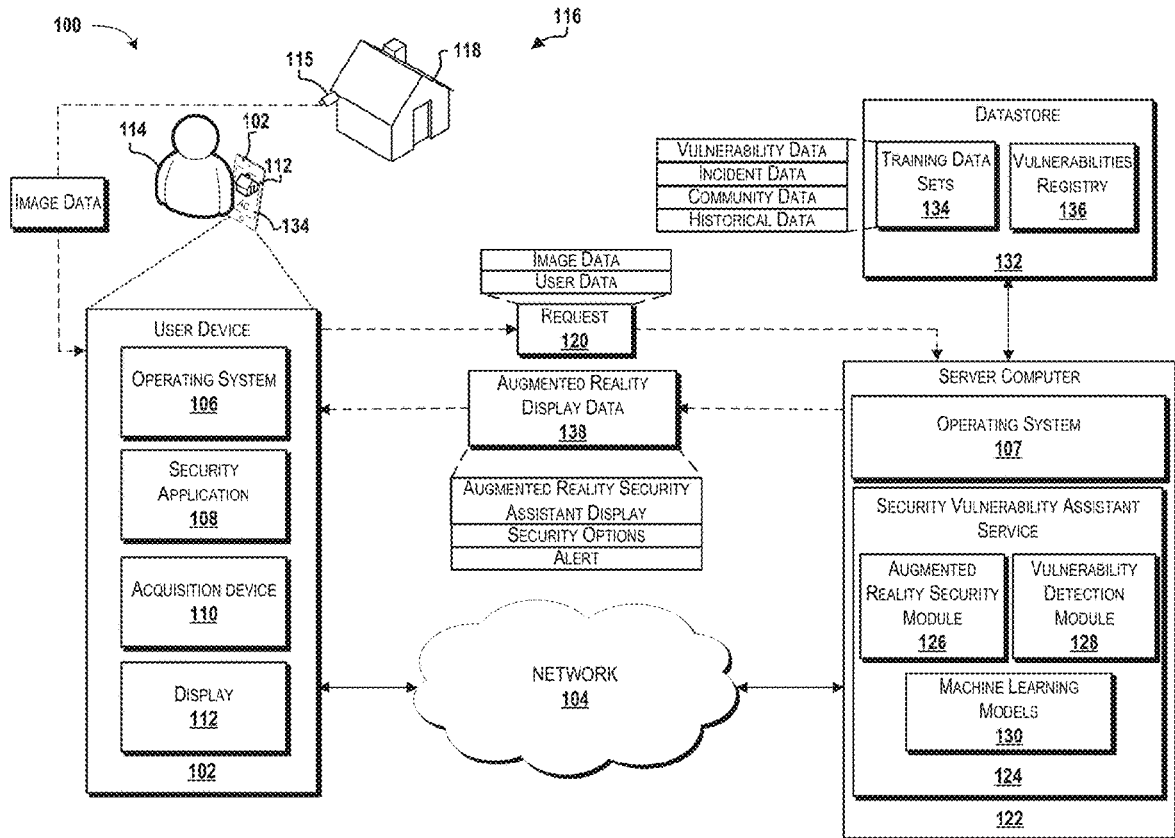 100
116
118
115
102
114
112
134
IMAGE DATA
DATASTORE
VULNERABILITY DATA
INCIDENT DATA
COMMUNITY DATA
HISTORICAL DATA
TRAINING DATA
SETS
134
VULNERABILITIES
REGISTRY
136
132
IMAGE DATA
USER DATA
REQUEST
120
USER DEVICE
OPERATING SYSTEM
106
SECURITY
APPLICATION
108
ACQUISITION DEVICE
110
DISPLAY
112
102
AUGMENTED REALITY
DISPLAY DATA
138
AUGMENTED REALITY SECURITY
ASSISTANT DISPLAY
SECURITY OPTIONS
ALERT
NETWORK
104
SERVER COMPUTER
OPERATING SYSTEM
107
SECURITY VULNERABILITY ASSISTANT
SERVICE
AUGMENTED
REALITY SECURITY
MODULE
126
VULNERABILITY
DETECTION MODULE
128
MACHINE LEARNING
MODELS
130
124
122